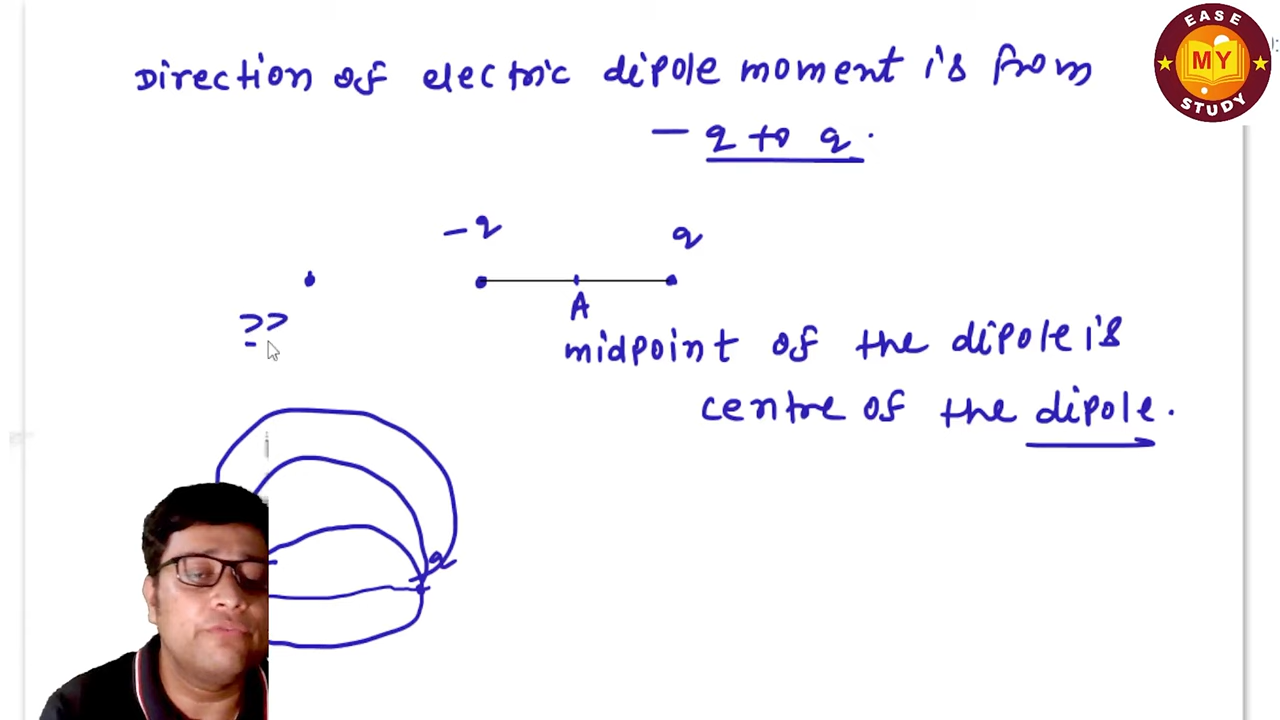 Direction of electric dipole moment is from
- q to q.
EASE
MY
STUDY
-q q
A
??
midpoint of the dipole is
centre of the dipole.